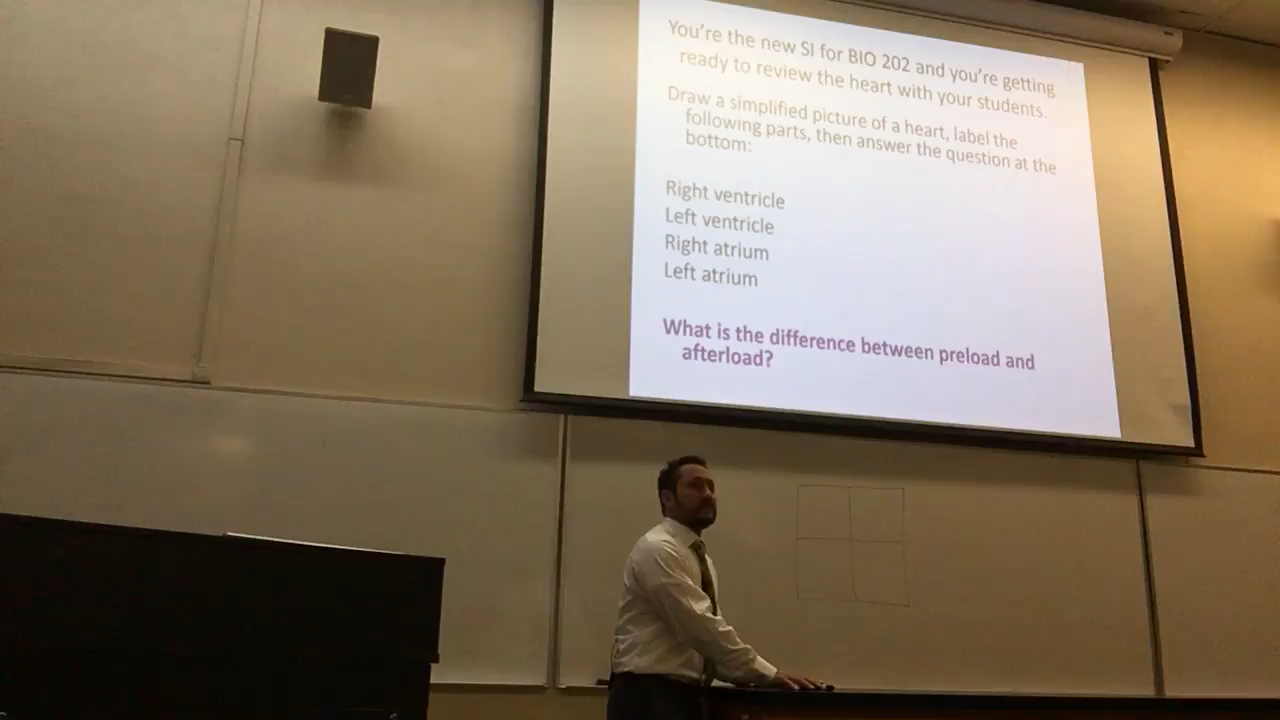 You're the new SI for BIO 202 and you're getting
ready to review the heart with your students.
Draw a simplified picture of a heart, label the
following parts, then answer the question at the
bottom:
Right ventricle
Left ventricle
Right atrium
Left atrium
What is the difference between preload and
afterload?